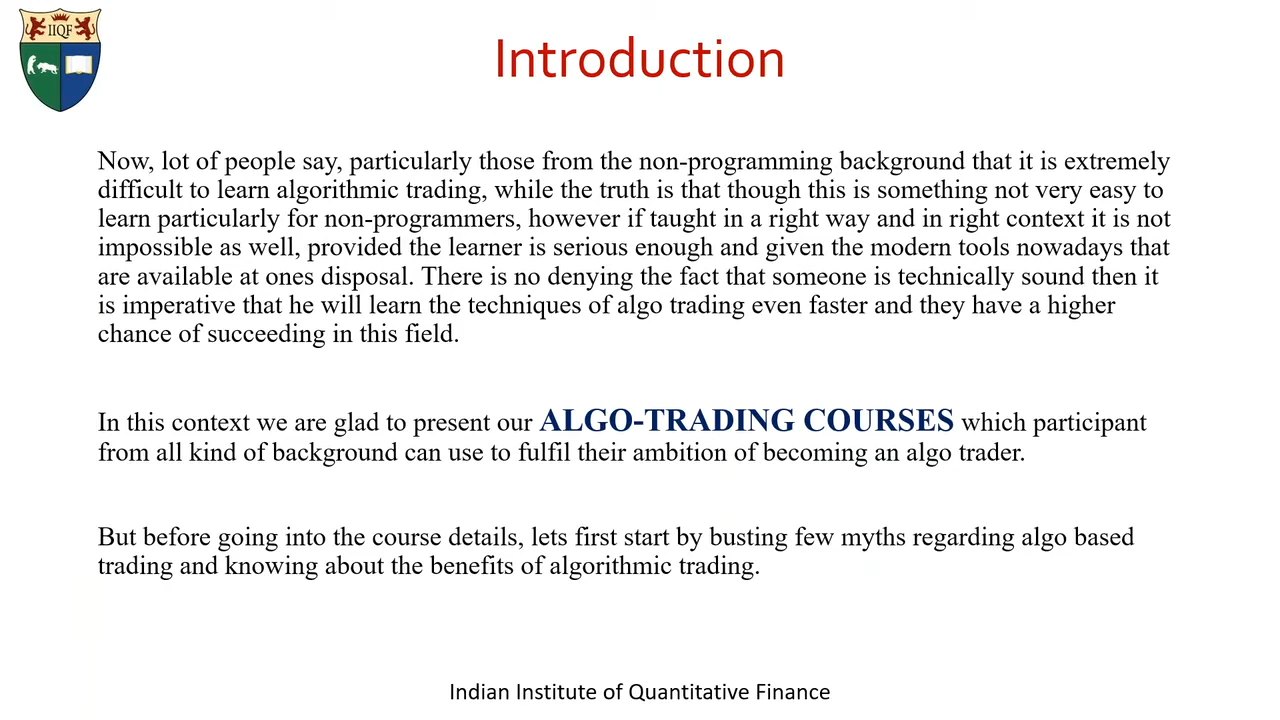 IIQF
Introduction
Now, lot of people say, particularly those from the non-programming background that it is extremely
difficult to learn algorithmic trading, while the truth is that though this is something not very easy to
learn particularly for non-programmers, however if taught in a right way and in right context it is not
impossible as well, provided the learner is serious enough and given the modern tools nowadays that
are available at ones disposal. There is no denying the fact that someone is technically sound then it
is imperative that he will learn the techniques of algo trading even faster and they have a higher
chance of succeeding in this field.
In this context we are glad to present our ALGO-TRADING COURSES which participant
from all kind of background can use to fulfil their ambition of becoming an algo trader.
But before going into the course details, lets first start by busting few myths regarding algo based
trading and knowing about the benefits of algorithmic trading.
Indian Institute of Quantitative Finance